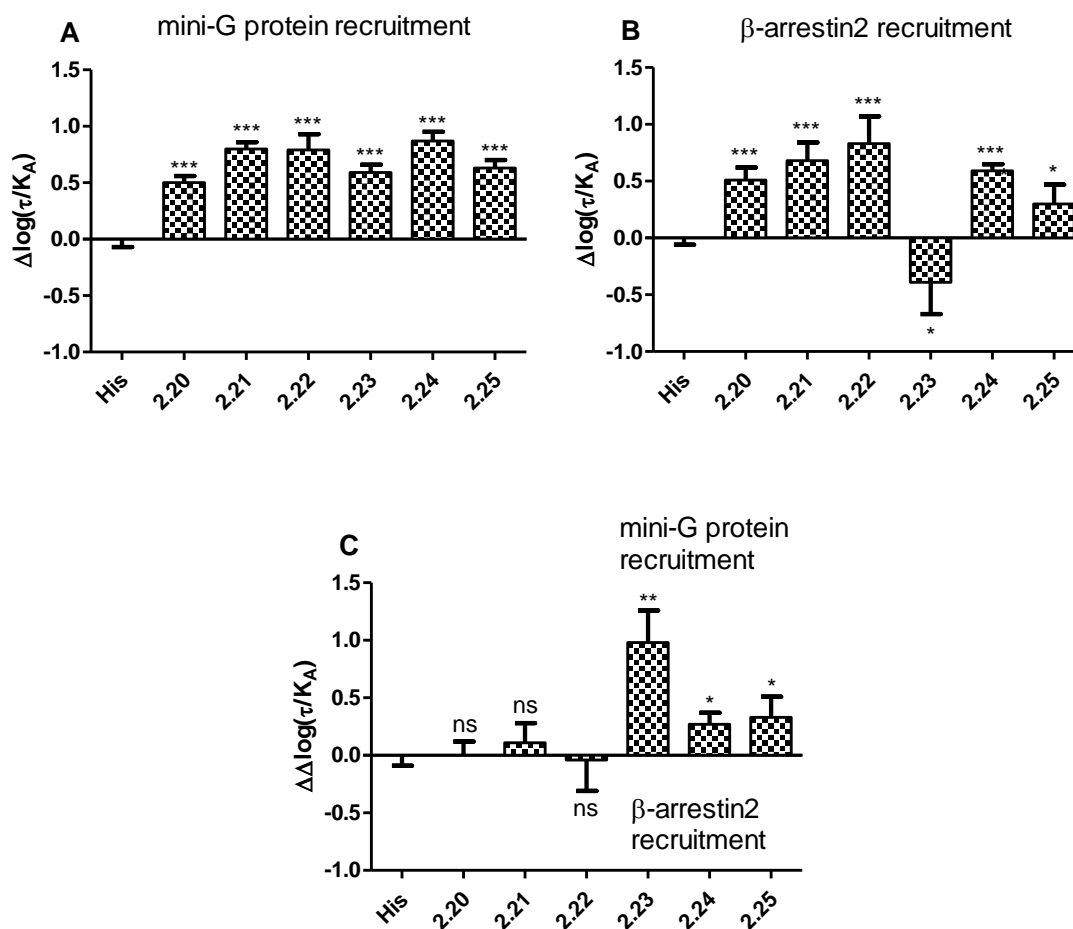 A
mini-G protein recruitment
1.5
1.0
0.5
0.0
-0.5
-1.0
Δlog(τ/KA)
***
***
***
***
***
***
His
2.20
2.21
2.22
2.23
2.24
2.25
B
β-arrestin2 recruitment
1.5
1.0
0.5
0.0
-0.5
-1.0
Δlog(τ/KA)
***
***
***
*
***
*
His
2.20
2.21
2.22
2.23
2.24
2.25
C
mini-G protein
recruitment
1.5
1.0
0.5
0.0
-0.5
-1.0
ΔΔlog(τ/KA)
ns
ns
ns
**
*
*
β-arrestin2
recruitment
His
2.20
2.21
2.22
2.23
2.24
2.25